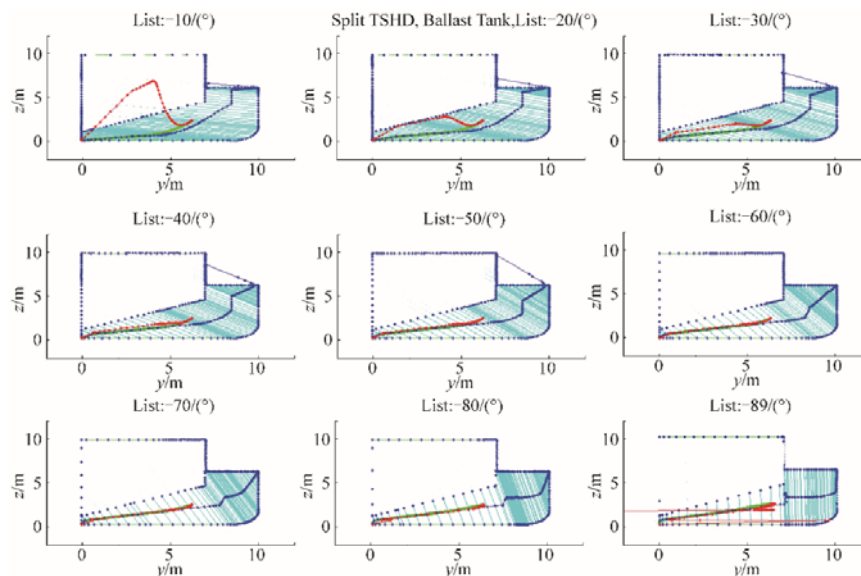 List:−10/(°)
Split TSHD, Ballast Tank,List:−20/(°)
List:−30/(°)
z/m
10
5
0
0 5 10
y/m
z/m
10
5
0
0 5 10
y/m
z/m
10
5
0
0 5 10
y/m
List:−40/(°)
List:−50/(°)
List:−60/(°)
z/m
10
5
0
0 5 10
y/m
z/m
10
5
0
0 5 10
y/m
z/m
10
5
0
0 5 10
y/m
List:−70/(°)
List:−80/(°)
List:−89/(°)
z/m
10
5
0
0 5 10
y/m
z/m
10
5
0
0 5 10
y/m
z/m
10
5
0
0 5 10
y/m